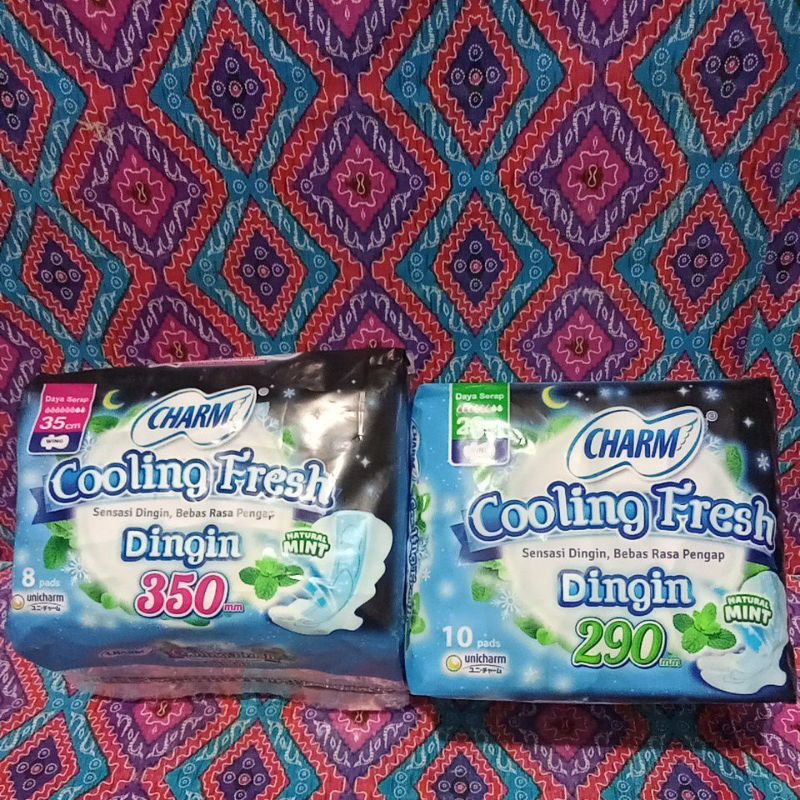 Daya Serap
35cm
WING
CHARM
®
Cooling Fresh
Sensasi Dingin, Bebas Rasa Pengap
Dingin
NATURAL
MINT
350mm
8 pads
unicharm
ユニ・チャーム
CHARM
Daya Serap
CHARM
®
Cooling Fresh
Sensasi Dingin, Bebas Rasa Pengap
Dingin
NATURAL
MINT
290mm
10 pads
unicharm
ユニ・チャーム